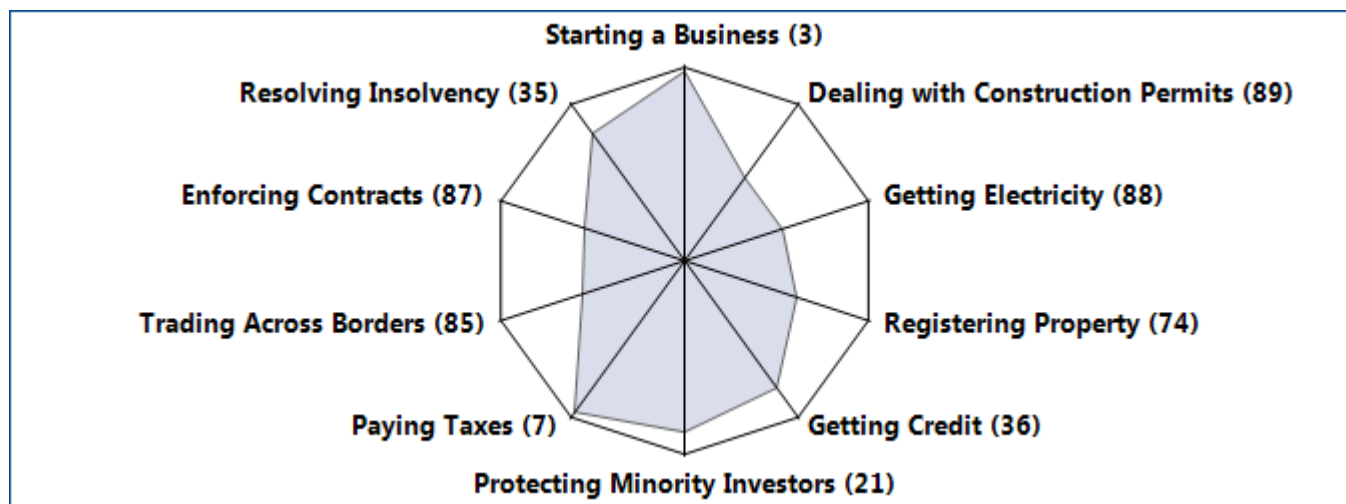 Starting a Business (3)
Resolving Insolvency (35)
Dealing with Construction Permits (89)
Enforcing Contracts (87)
Getting Electricity (88)
Trading Across Borders (85)
Registering Property (74)
Paying Taxes (7)
Getting Credit (36)
Protecting Minority Investors (21)